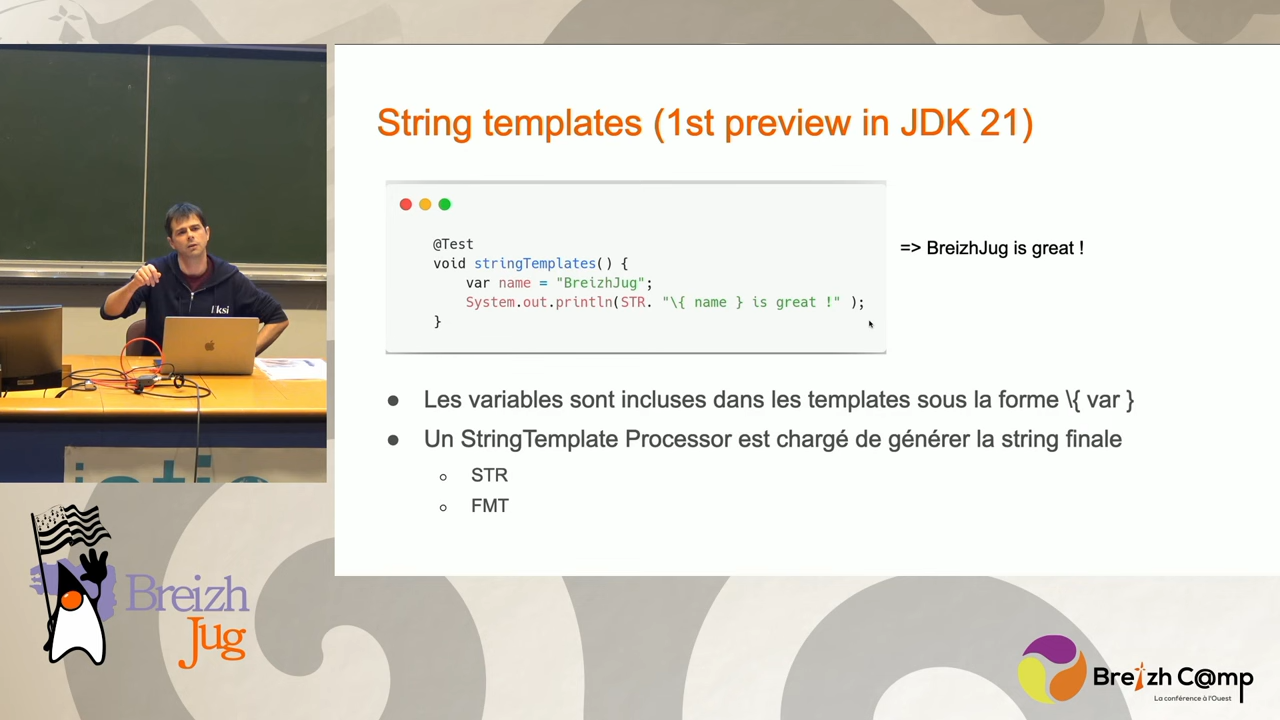 String templates (1st preview in JDK 21)
@Test
void stringTemplates() {
var name = "BreizhJug";
System.out.println(STR. "\{ name } is great !" );
}
=> BreizhJug is great !
● Les variables sont incluses dans les templates sous la forme \{ var }
● Un StringTemplate Processor est chargé de générer la string finale
○ STR
○ FMT
Breizh
Jug
Breizh C@mp
La conférence à l'Ouest